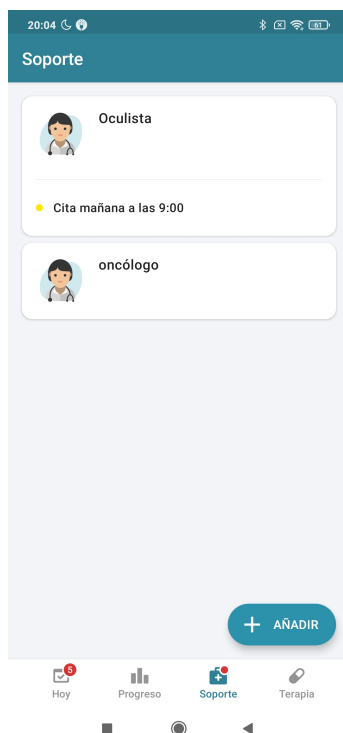 20:04
61
Soporte
Oculista
Cita mañana a las 9:00
oncólogo
AÑADIR
5
Hoy
Progreso
Soporte
Terapia